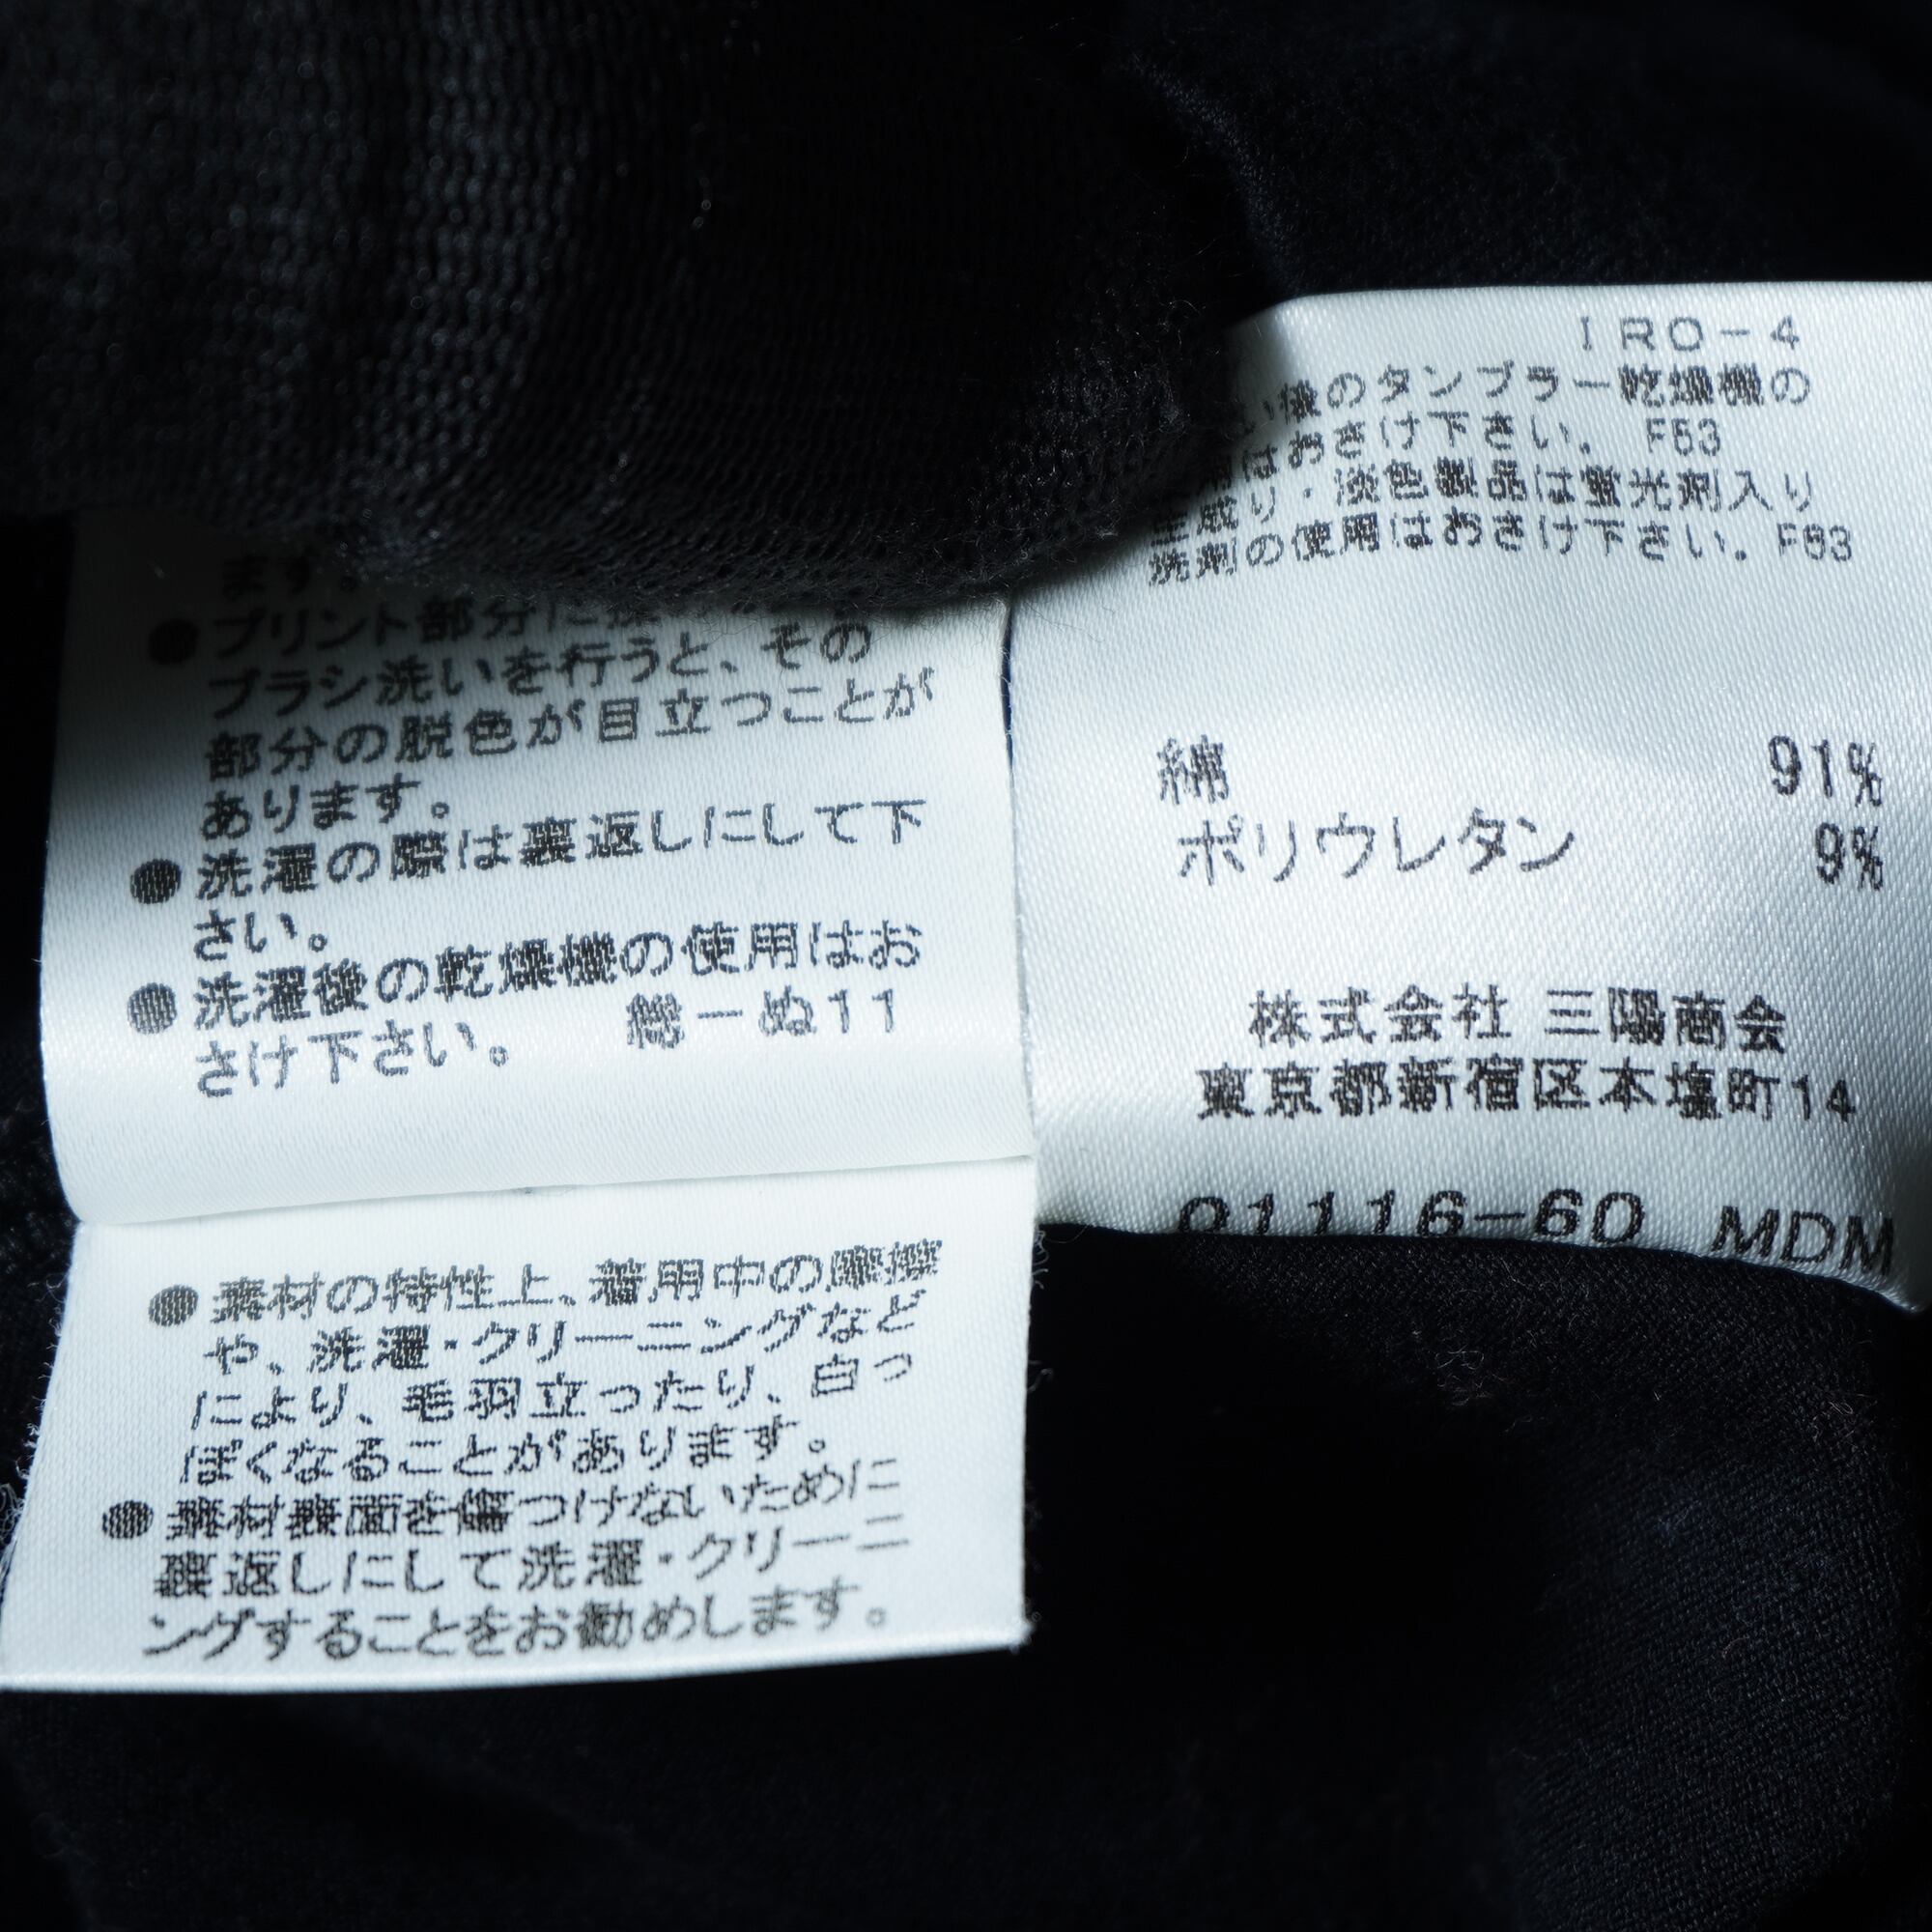 ます。
●プリント部分に
ブラシ洗いを行うと、その
部分の脱色が目立つことが
あります。
●洗濯の際は裏返しにして下
さい。
●洗濯後の乾燥機の使用はお
さけ下さい。 総－ぬ11
●素材の特性上、着用中の摩擦
や、洗濯・クリーニングなど
により、毛羽立ったり、白っ
ぽくなることがあります。
●素材表面を傷つけないために
裏返しにして洗濯・クリーニ
ングすることをお勧めします。
IRO-4
い後のタンブラー乾燥機の
はおさけ下さい。 F53
生成り・淡色製品は蛍光剤入り
洗剤の使用はおさけ下さい。F63
綿 91%
ポリウレタン 9%
株式会社 三陽商会
東京都新宿区本塩町14
01116-60 MDM